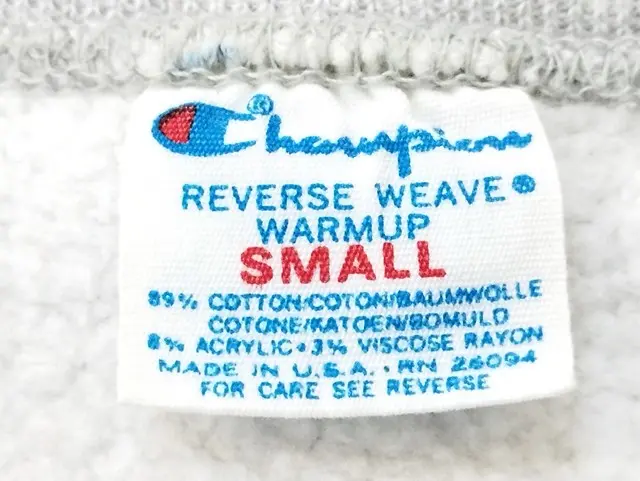 Champion®
REVERSE WEAVE®
WARMUP
SMALL
89% COTTON/COTON/BAUMWOLLE
COTONE/KATOEN/BOMULD
8% ACRYLIC • 3% VISCOSE RAYON
MADE IN U.S.A. • RN 26094
FOR CARE SEE REVERSE